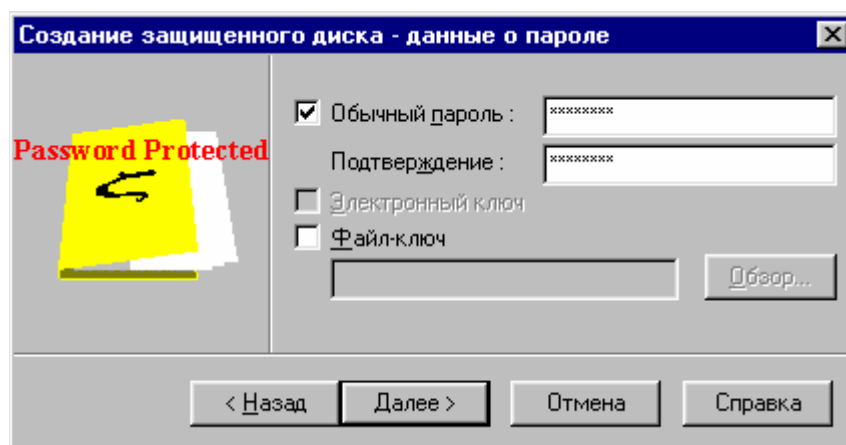 Создание защищенного диска - данные о пароле
Password Protected
Обычный пароль : ********
Подтверждение : ********
Электронный ключ
Файл-ключ
Обзор...
< Назад Далее > Отмена Справка